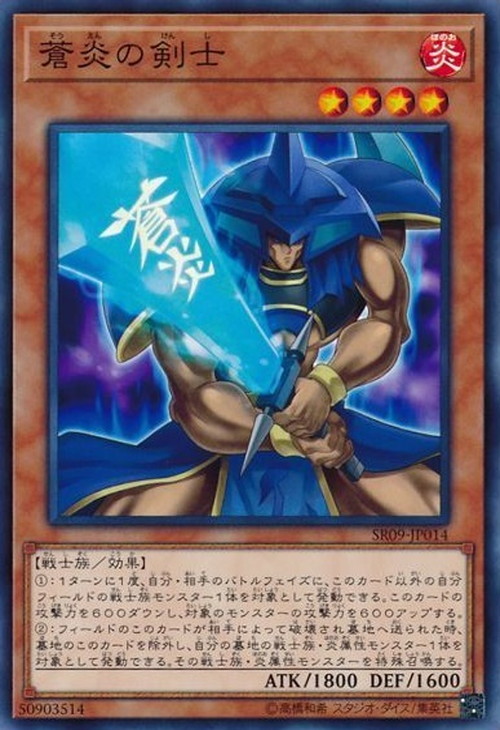 蒼炎の剣士
そう えん けん し
炎
ほのお
蒼炎
SR09-JP014
【戦士族/効果】
①:1ターンに1度、自分・相手のバトルフェイズに、このカード以外の自分
フィールドの戦士族モンスター1体を対象として発動できる。このカードの
攻撃力を600ダウンし、対象のモンスターの攻撃力を600アップする。
②:フィールドのこのカードが相手によって破壊され墓地へ送られた時、
墓地のこのカードを除外し、自分の墓地の戦士族・炎属性モンスター1体を
対象として発動できる。その戦士族・炎属性モンスターを特殊召喚する。
ATK/1800 DEF/1600
50903514
©高橋和希 スタジオ・ダイス/集英社